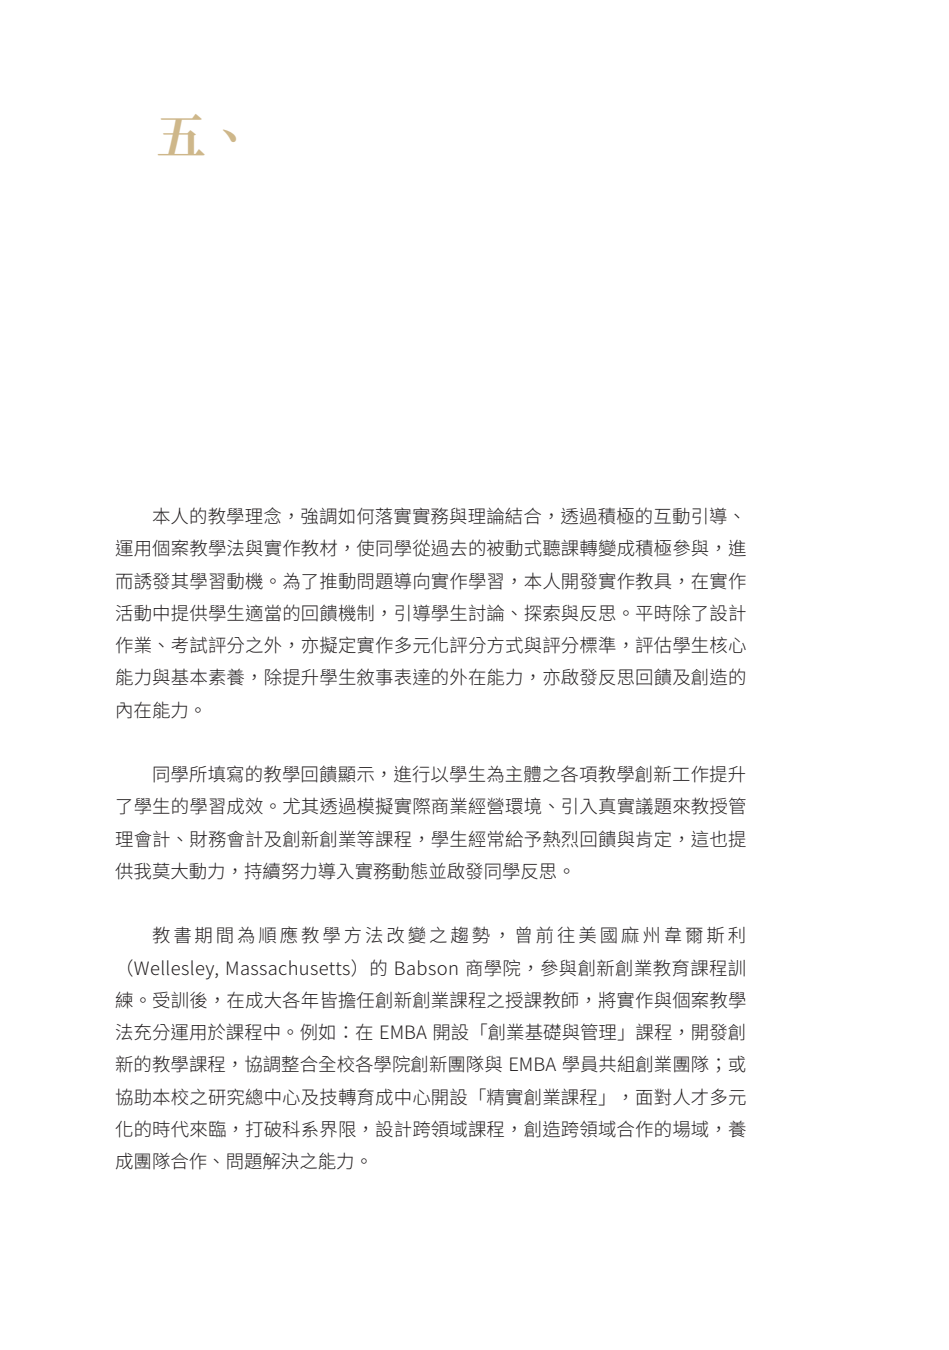 五、
本人的教學理念，強調如何落實實務與理論結合，透過積極的互動引導、
運用個案教學法與實作教材，使同學從過去的被動式聽課轉變成積極參與，進
而誘發其學習動機。為了推動問題導向實作學習，本人開發實作教具，在實作
活動中提供學生適當的回饋機制，引導學生討論、探索與反思。平時除了設計
作業、考試評分之外，亦擬定實作多元化評分方式與評分標準，評估學生核心
能力與基本素養，除提升學生敘事表達的外在能力，亦啟發反思回饋及創造的
內在能力。
同學所填寫的教學回饋顯示，進行以學生為主體之各項教學創新工作提升
了學生的學習成效。尤其透過模擬實際商業經營環境、引入真實議題來教授管
理會計、財務會計及創新創業等課程，學生經常給予熱烈回饋與肯定，這也提
供我莫大動力，持續努力導入實務動態並啟發同學反思。
教書期間為順應教學方法改變之趨勢，曾前往美國麻州韋爾斯利
（Wellesley, Massachusetts）的 Babson 商學院，參與創新創業教育課程訓
練。受訓後，在成大各年皆擔任創新創業課程之授課教師，將實作與個案教學
法充分運用於課程中。例如：在 EMBA 開設「創業基礎與管理」課程，開發創
新的教學課程，協調整合全校各學院創新團隊與 EMBA 學員共組創業團隊；或
協助本校之研究總中心及技轉育成中心開設「精實創業課程」，面對人才多元
化的時代來臨，打破科系界限，設計跨領域課程，創造跨領域合作的場域，養
成團隊合作、問題解決之能力。